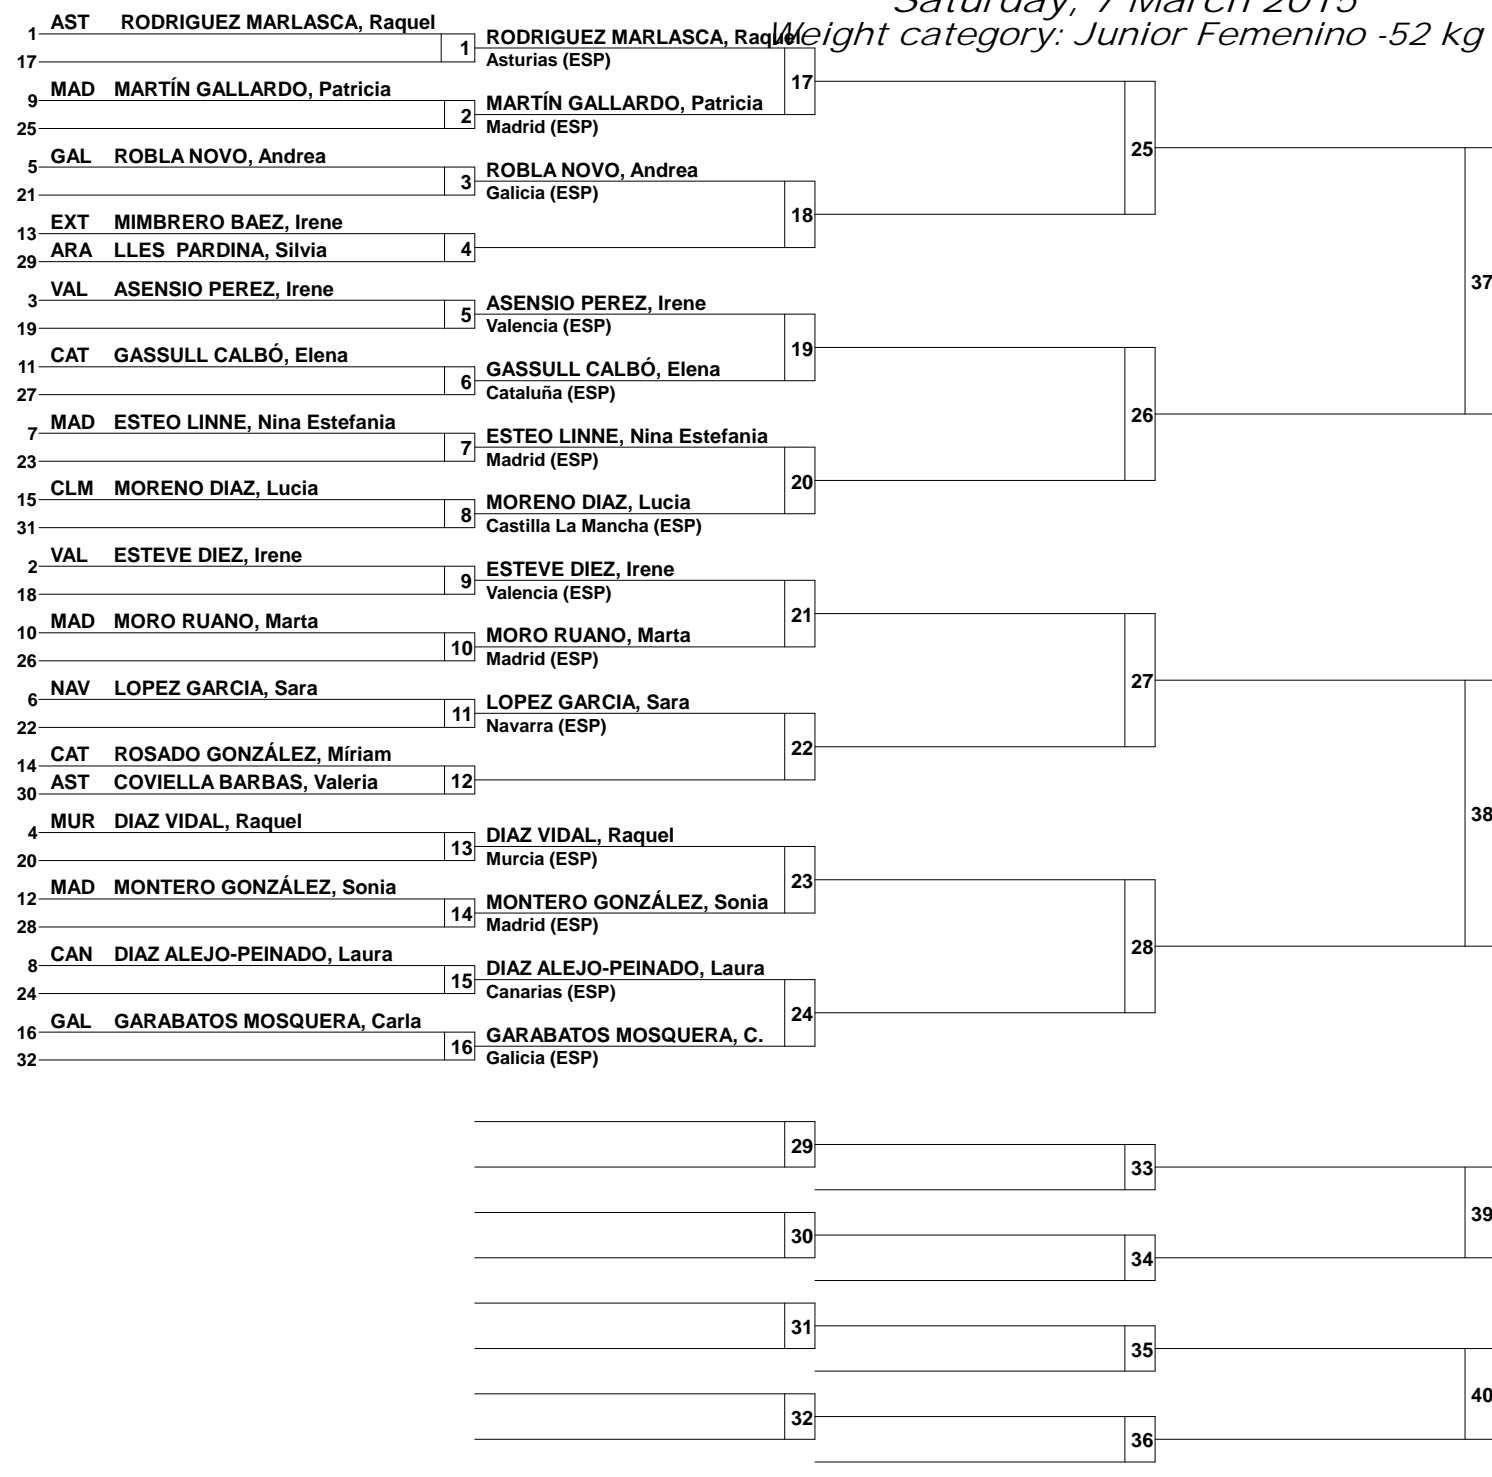 Saturday, 7 March 2015
Weight category: Junior Femenino -52 kg
1 AST RODRIGUEZ MARLASCA, Raquel
17
1 RODRIGUEZ MARLASCA, Raquel
Asturias (ESP)
9 MAD MARTÍN GALLARDO, Patricia
25
2 MARTÍN GALLARDO, Patricia
Madrid (ESP)
17
5 GAL ROBLA NOVO, Andrea
21
3 ROBLA NOVO, Andrea
Galicia (ESP)
13 EXT MIMBRERO BAEZ, Irene
29 ARA LLES PARDINA, Silvia
4
18
25
3 VAL ASENSIO PEREZ, Irene
19
5 ASENSIO PEREZ, Irene
Valencia (ESP)
11 CAT GASSULL CALBÓ, Elena
27
6 GASSULL CALBÓ, Elena
Cataluña (ESP)
19
7 MAD ESTEO LINNE, Nina Estefania
23
7 ESTEO LINNE, Nina Estefania
Madrid (ESP)
15 CLM MORENO DIAZ, Lucia
31
8 MORENO DIAZ, Lucia
Castilla La Mancha (ESP)
20
26
37
2 VAL ESTEVE DIEZ, Irene
18
9 ESTEVE DIEZ, Irene
Valencia (ESP)
10 MAD MORO RUANO, Marta
26
10 MORO RUANO, Marta
Madrid (ESP)
21
6 NAV LOPEZ GARCIA, Sara
22
11 LOPEZ GARCIA, Sara
Navarra (ESP)
14 CAT ROSADO GONZÁLEZ, Míriam
30 AST COVIELLA BARBAS, Valeria
12
22
27
4 MUR DIAZ VIDAL, Raquel
20
13 DIAZ VIDAL, Raquel
Murcia (ESP)
12 MAD MONTERO GONZÁLEZ, Sonia
28
14 MONTERO GONZÁLEZ, Sonia
Madrid (ESP)
23
8 CAN DIAZ ALEJO-PEINADO, Laura
24
15 DIAZ ALEJO-PEINADO, Laura
Canarias (ESP)
16 GAL GARABATOS MOSQUERA, Carla
32
16 GARABATOS MOSQUERA, C.
Galicia (ESP)
24
28
38
29
33
30
34
39
31
35
32
36
40